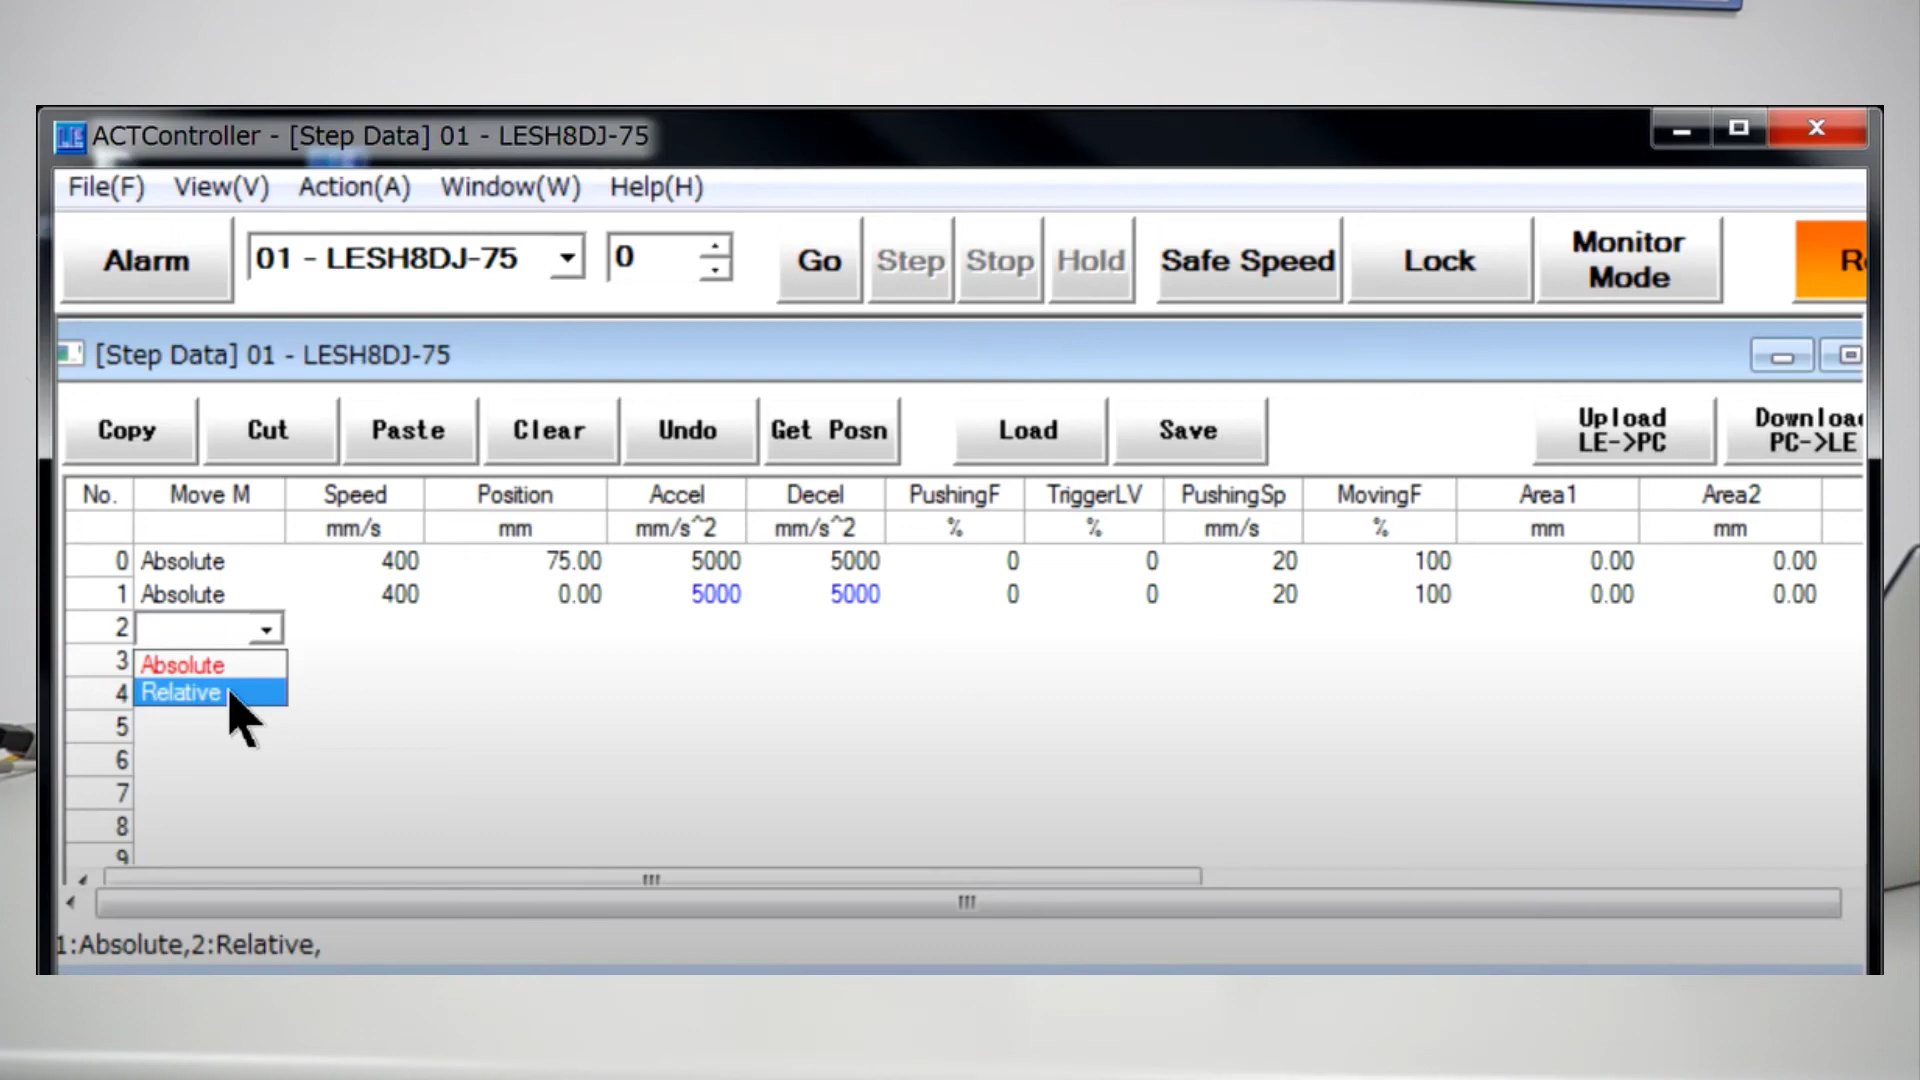 LE ACTController - [Step Data] 01 - LESH8DJ-75
File(F) View(V) Action(A) Window(W) Help(H)
Alarm 01 - LESH8DJ-75 0 Go Step Stop Hold Safe Speed Lock Monitor Mode
[Step Data] 01 - LESH8DJ-75
Copy Cut Paste Clear Undo Get Posn Load Save Upload LE->PC PC->LE
No. Move M Speed Position Accel Decel PushingF TriggerLV PushingSp MovingF Area1 Area2
mm/s mm mm/s^2 mm/s^2 % % mm/s % mm mm
0 Absolute 400 75.00 5000 5000 0 0 20 100 0.00 0.00
1 Absolute 400 0.00 5000 5000 0 0 20 100 0.00 0.00
2
3 Absolute
4 Relative
5
6
7
8
9
1:Absolute,2:Relative,